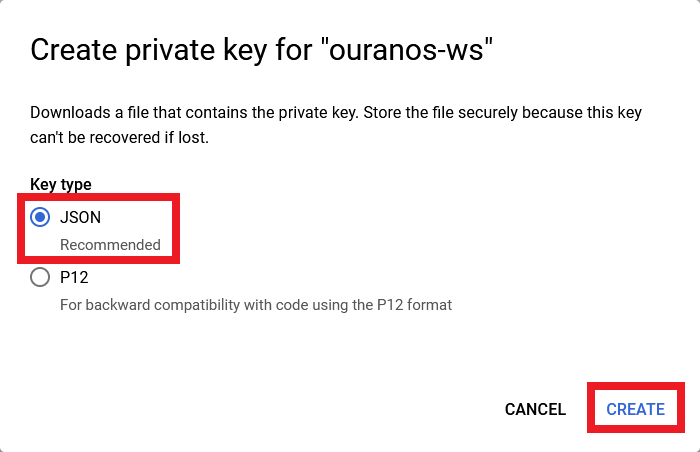 Create private key for "ouranos-ws"
Downloads a file that contains the private key. Store the file securely because this key
can't be recovered if lost.
Key type
JSON
Recommended
P12
For backward compatibility with code using the P12 format
CANCEL
CREATE